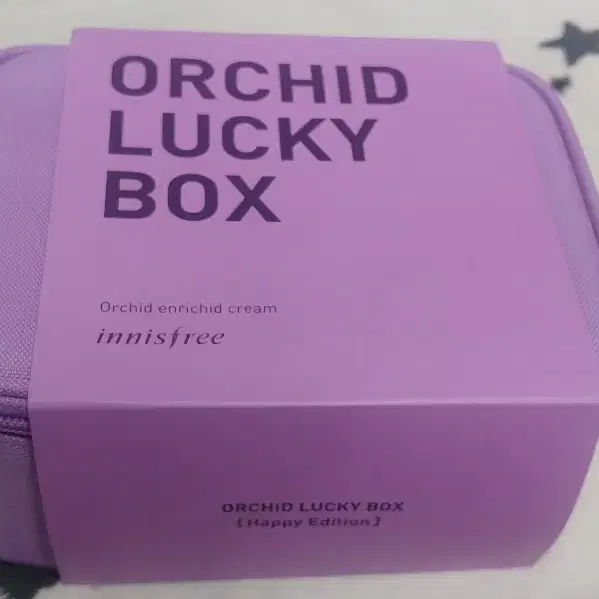 ORCHID
LUCKY
BOX
Orchid enrichid cream
innisfree
ORCHID LUCKY BOX
[Happy Edition]